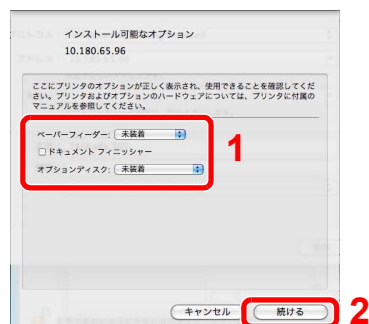 インストール可能なオプション
10.180.65.96
ここにプリンタのオプションが正しく表示され、使用できることを確認してくだ
さい。プリンタおよびオプションのハードウェアについては、プリンタに付属の
マニュアルを参照してください。
ペーパーフィーダー: 未装着
ドキュメント フィニッシャー
オプションディスク: 未装着
1
キャンセル 続ける 2